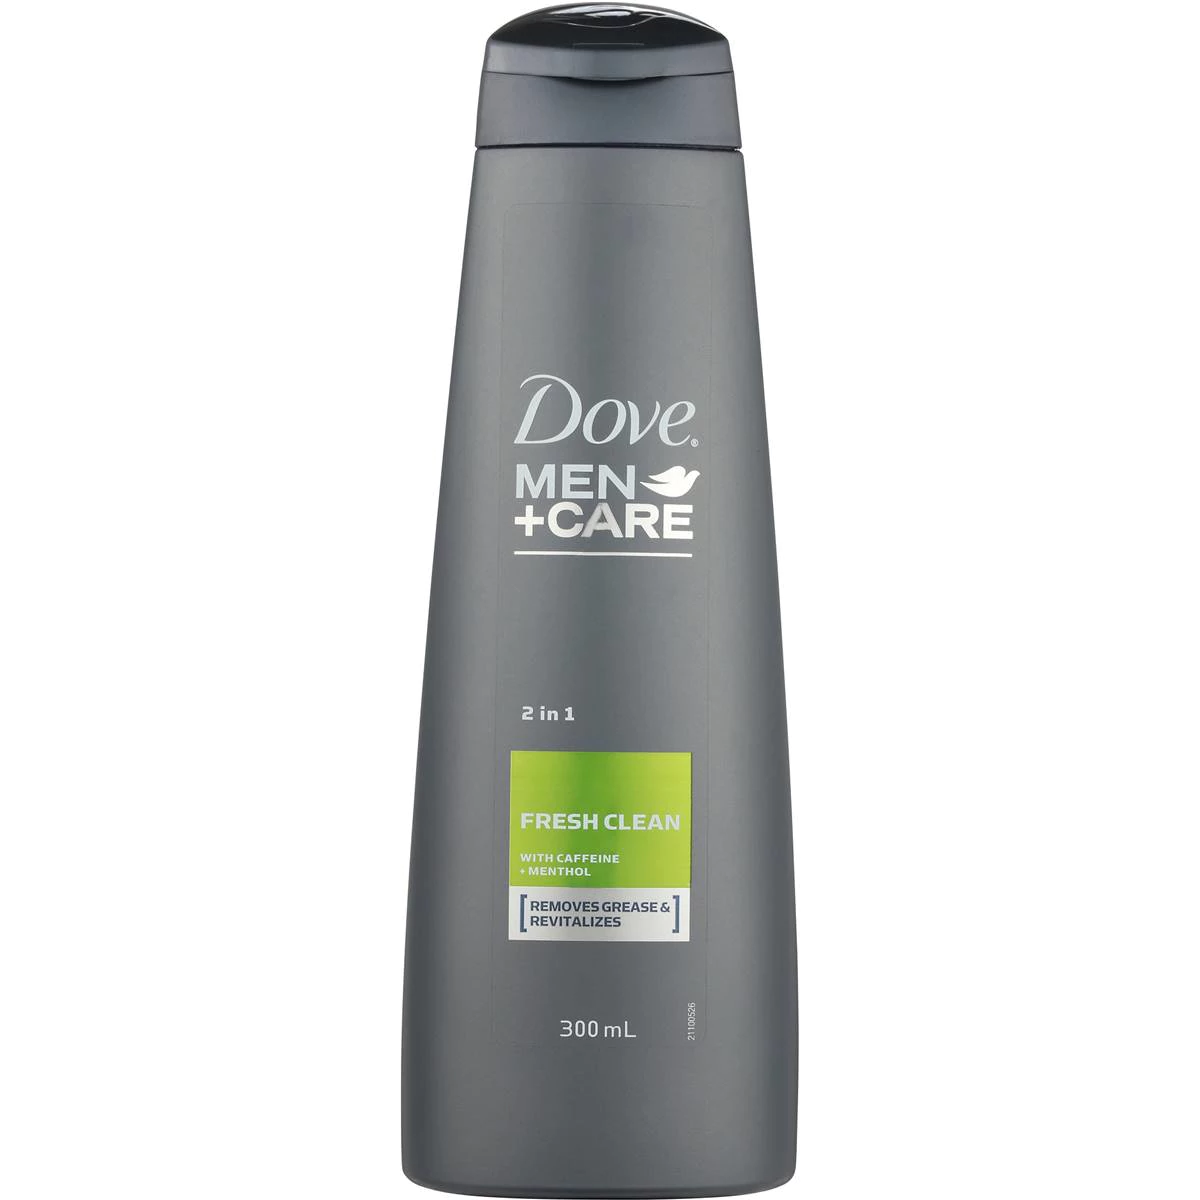 Dove®
MEN
+CARE
2 in 1
FRESH CLEAN
WITH CAFFEINE
+ MENTHOL
[REMOVES GREASE &
REVITALIZES]
300 mL
21100526